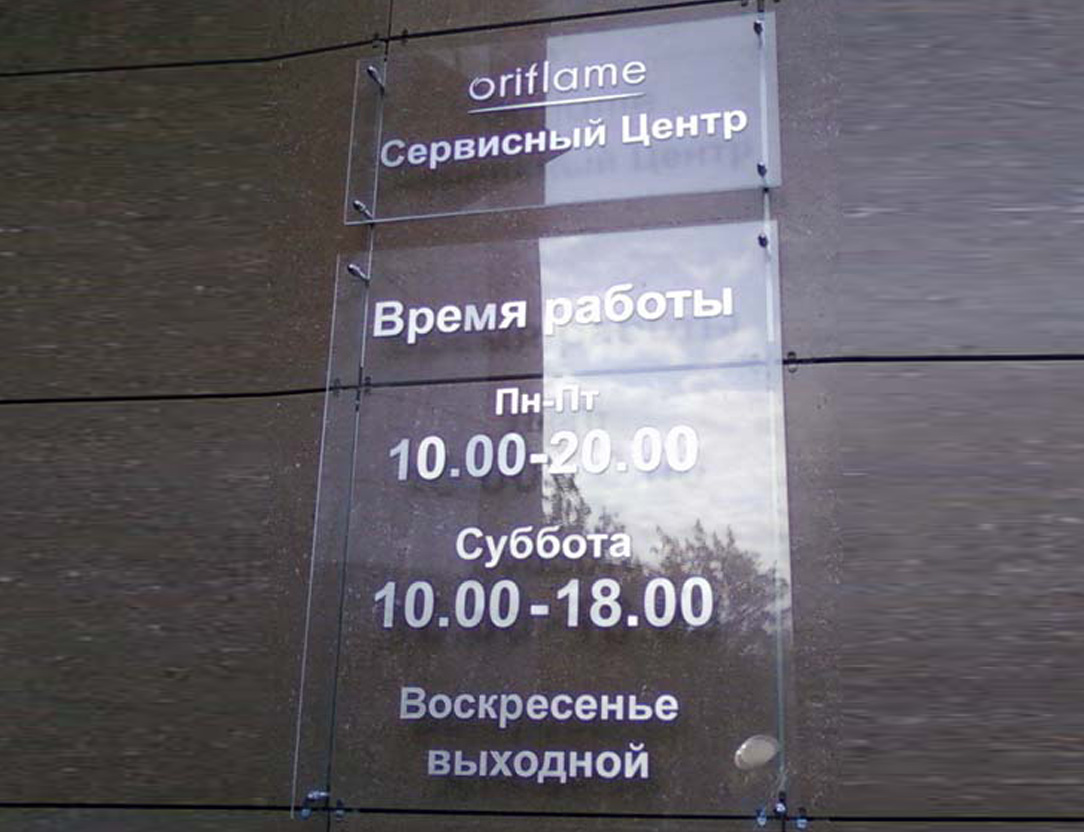 oriflame
Сервисный Центр
Время работы
Пн-Пт
10.00-20.00
Суббота
10.00-18.00
Воскресенье
выходной